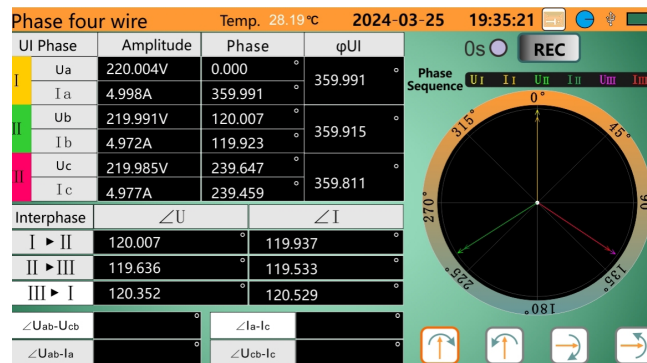 Phase four wire Temp. 28.19 °C 2024-03-25 19:35:21
UI Phase Amplitude Phase φUI
0s REC
I Ua 220.004V 0.000 ° 359.991 °
Ia 4.998A 359.991 °
Phase Sequence UI II UII III UIII IIII
II Ub 219.991V 120.007 ° 359.915 °
Ib 4.972A 119.923 °
II Uc 219.985V 239.647 ° 359.811 °
Ic 4.977A 239.459 °
0° 45° 90 135° 180° 225° 270° 315°
Interphase ∠U ∠I
I ► II 120.007 ° 119.937 °
II ►III 119.636 ° 119.533 °
III ► I 120.352 ° 120.529 °
∠Uab-Ucb ° ∠Ia-Ic °
∠Uab-Ia ° ∠Ucb-Ic °